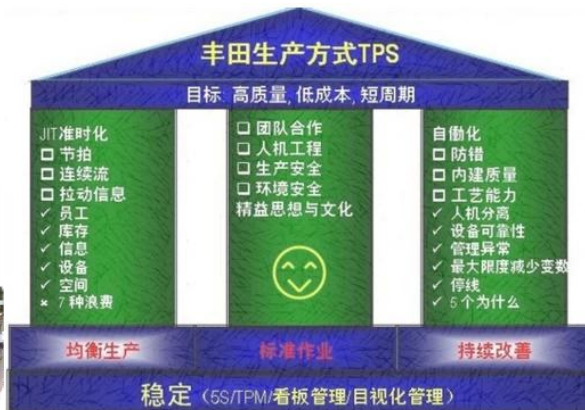 丰田生产方式TPS
目标: 高质量, 低成本, 短周期
JIT准时化
节拍
连续流
拉动信息
员工
库存
信息
设备
空间
7 种浪费
团队合作
人机工程
生产安全
环境安全
精益思想与文化
自働化
防错
内建质量
工艺能力
人机分离
设备可靠性
管理异常
最大限度减少变数
停线
5 个为什么
均衡生产
标准作业
持续改善
稳定（5S/TPM/看板管理/目视化管理）